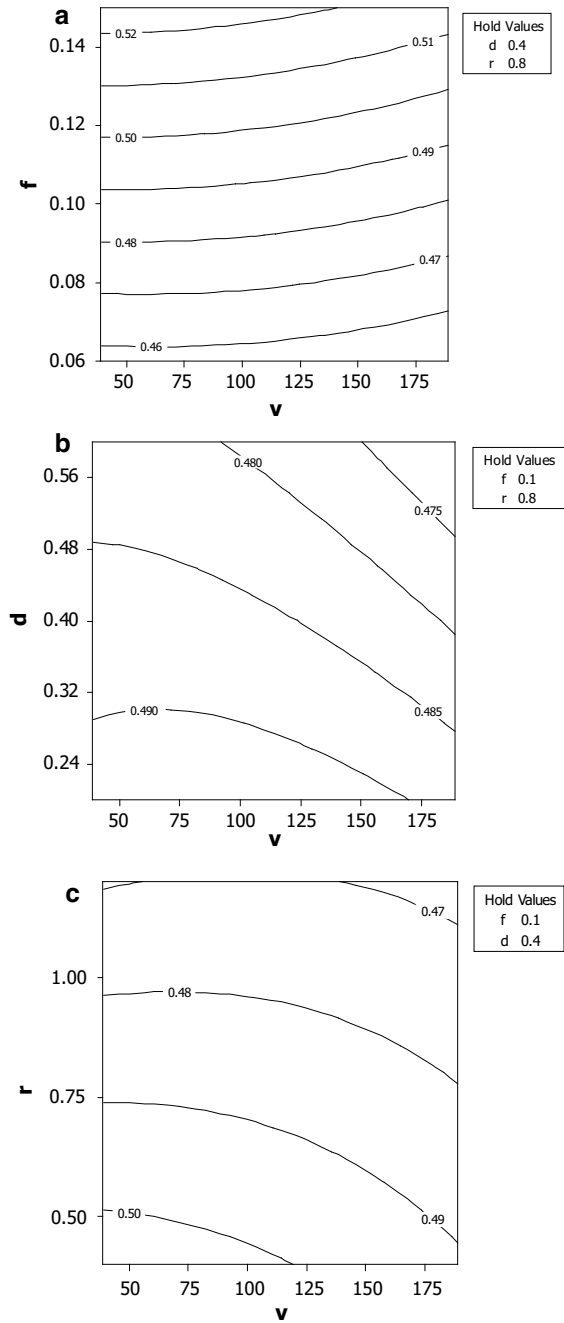 a
0.52
0.14
0.51
0.12
0.50
0.49
f
0.10
0.48
0.08
0.47
0.46
0.06
50 75 100 125 150 175
v
Hold Values
d 0.4
r 0.8
b
0.480
0.56
0.475
0.48
d
0.40
0.32
0.490
0.485
0.24
50 75 100 125 150 175
v
Hold Values
f 0.1
r 0.8
c
0.47
1.00
0.48
r
0.75
0.50
0.50
0.49
50 75 100 125 150 175
v
Hold Values
f 0.1
d 0.4